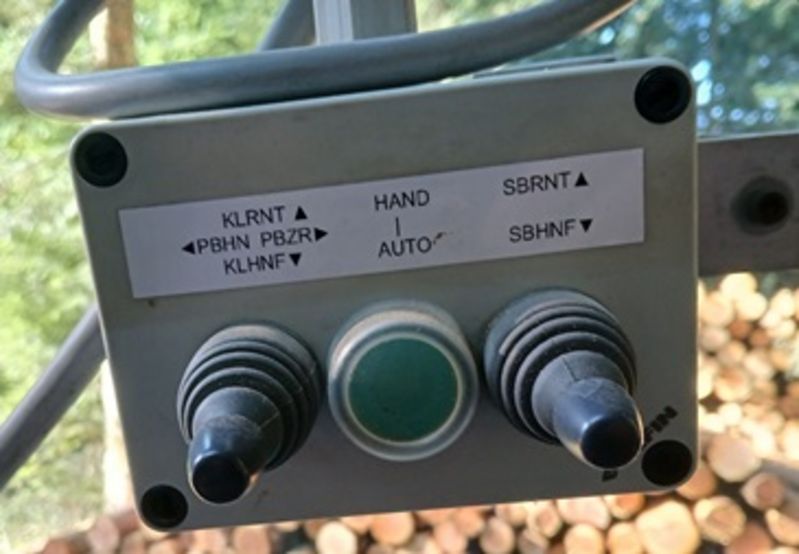 KLRNT ▲
◀PBHN PBZR▶
KLHNF▼
HAND
|
AUTO
SBRNT▲
SBHNF▼